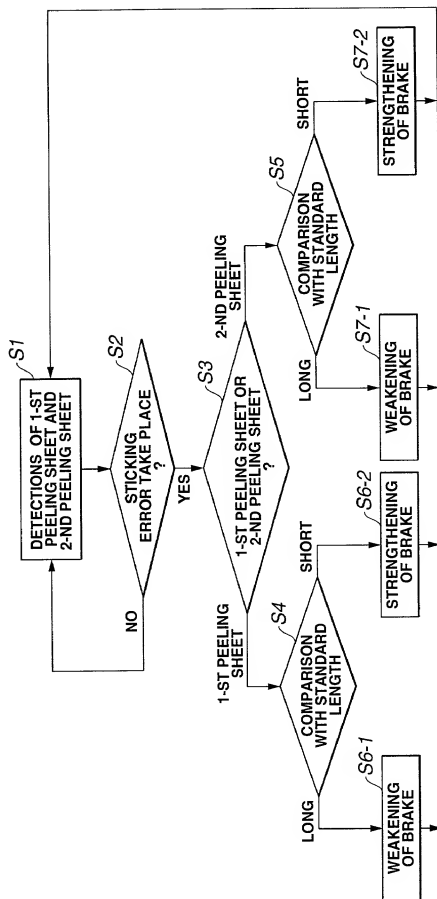 S1
DETECTIONS OF 1-ST
PEELING SHEET AND
2-ND PEELING SHEET
S2
STICKING
ERROR TAKE PLACE
?
NO
YES
S3
1-ST PEELING SHEET OR
2-ND PEELING SHEET
?
1-ST PEELING
SHEET
2-ND PEELING
SHEET
S4
COMPARISON
WITH STANDARD
LENGTH
LONG
SHORT
S5
COMPARISON
WITH STANDARD
LENGTH
LONG
SHORT
S6-1
WEAKENING
OF BRAKE
S6-2
STRENGTHENING
OF BRAKE
S7-1
WEAKENING
OF BRAKE
S7-2
STRENGTHENING
OF BRAKE